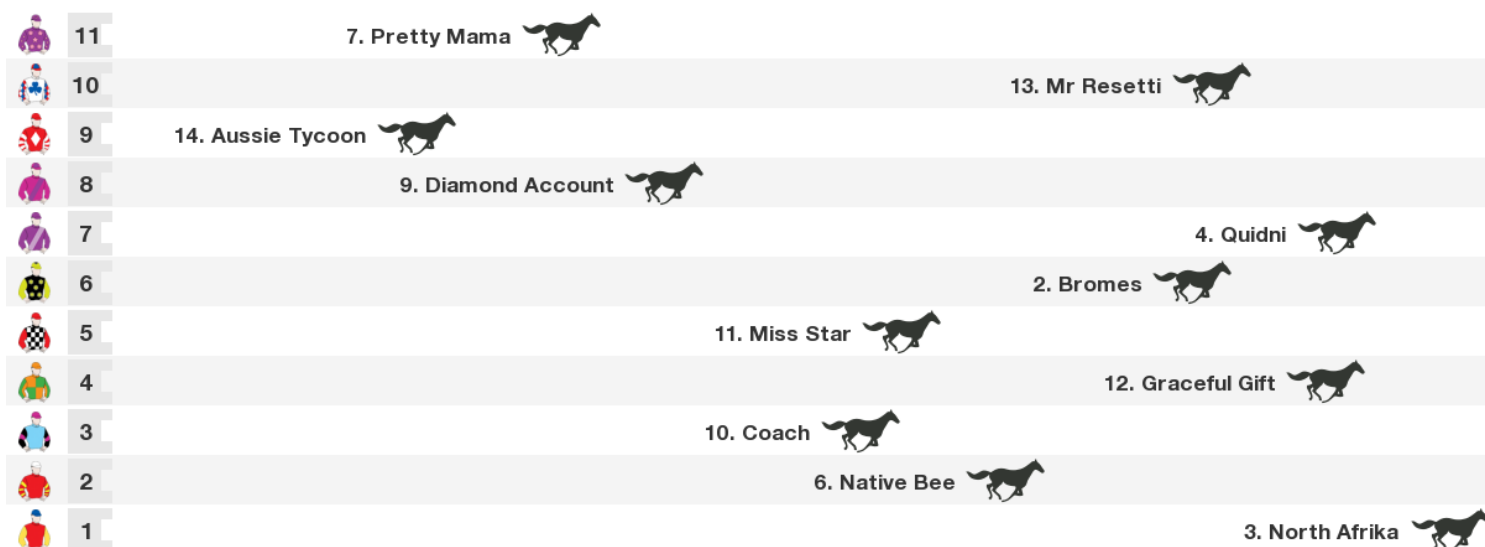 11 7. Pretty Mama
10 13. Mr Resetti
9 14. Aussie Tycoon
8 9. Diamond Account
7 4. Quidni
6 2. Bromes
5 11. Miss Star
4 12. Graceful Gift
3 10. Coach
2 6. Native Bee
1 3. North Afrika